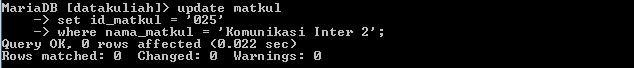 MariaDB [datakuliah]> update matkul
    -> set id_matkul = '025'
    -> where nama_matkul = 'Komunikasi Inter 2';
Query OK, 0 rows affected (0.022 sec)
Rows matched: 0  Changed: 0  Warnings: 0